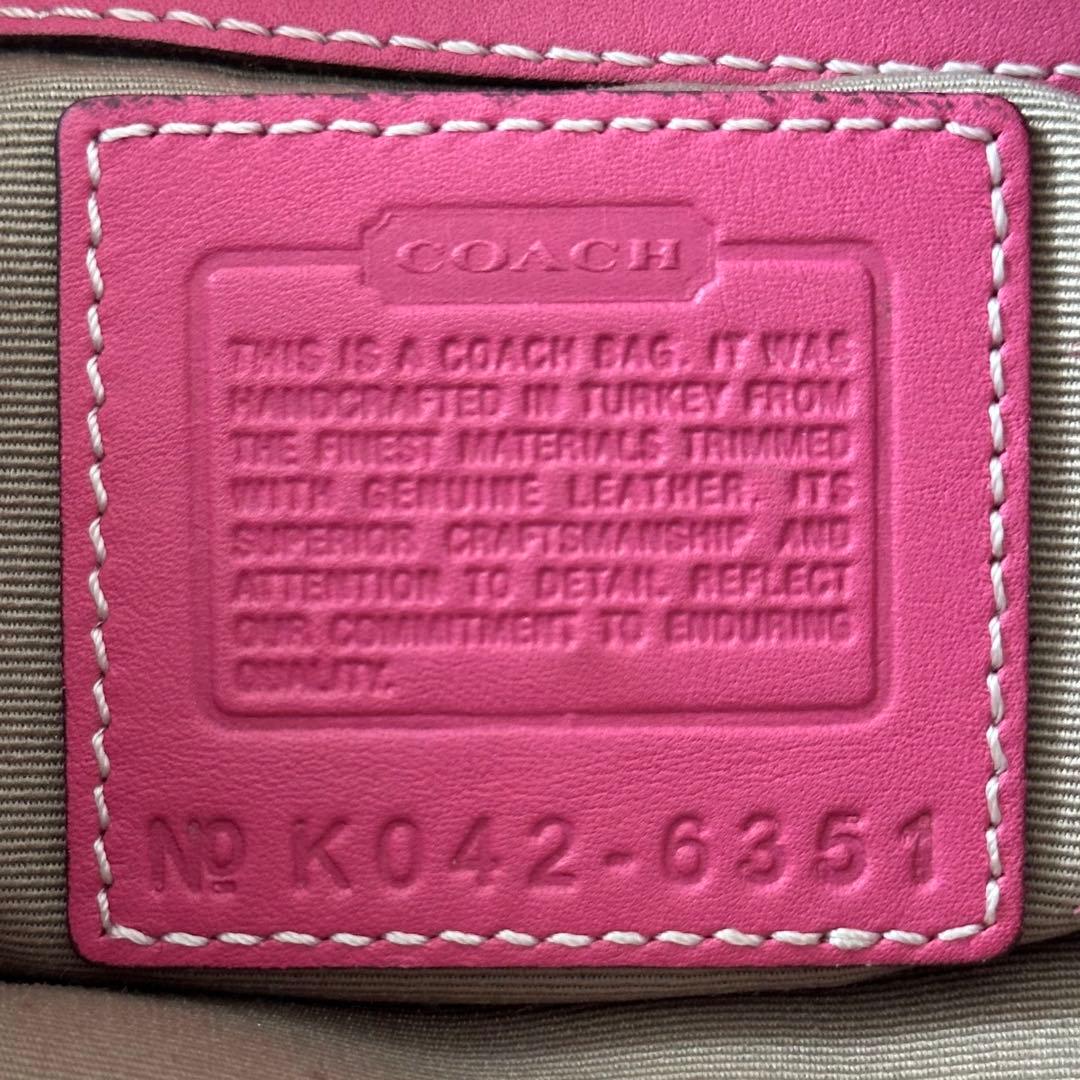 COACH
THIS IS A COACH BAG. IT WAS
HANDCRAFTED IN TURKEY FROM
THE FINEST MATERIALS TRIMMED
WITH GENUINE LEATHER. ITS
SUPERIOR CRAFTSMANSHIP AND
ATTENTION TO DETAIL REFLECT
OUR COMMITMENT TO ENDURING
QUALITY.
No K042-6351